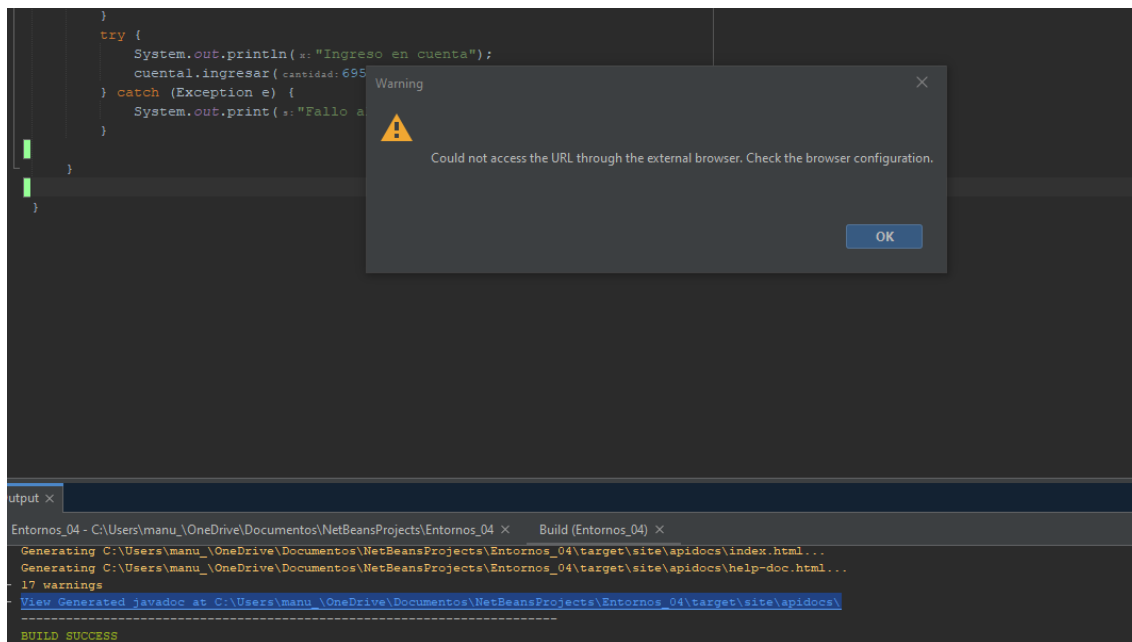 }
try {
System.out.println( x: "Ingreso en cuenta");
cuental.ingresar( cantidad: 695
} catch (Exception e) {
System.out.print( s: "Fallo a
}
}
}
Warning
Could not access the URL through the external browser. Check the browser configuration.
OK
utput ×
Entornos_04 - C:\Users\manu_\OneDrive\Documentos\NetBeansProjects\Entornos_04 × Build (Entornos_04) ×
Generating C:\Users\manu_\OneDrive\Documentos\NetBeansProjects\Entornos_04\target\site\apidocs\index.html...
Generating C:\Users\manu_\OneDrive\Documentos\NetBeansProjects\Entornos_04\target\site\apidocs\help-doc.html...
17 warnings
View Generated javadoc at C:\Users\manu_\OneDrive\Documentos\NetBeansProjects\Entornos_04\target\site\apidocs\
------------------------------------------------------------------------
BUILD SUCCESS